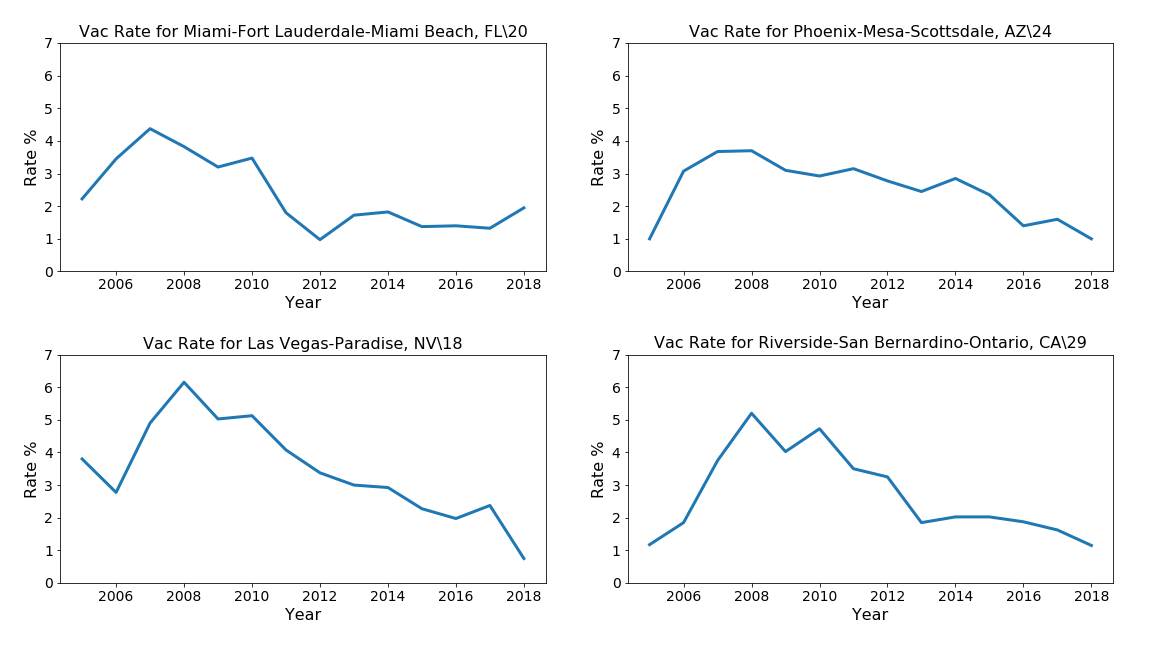 Vac Rate for Miami-Fort Lauderdale-Miami Beach, FL\20
7
6
5
4
3
2
1
0
Rate %
2006 2008 2010 2012 2014 2016 2018
Year
Vac Rate for Phoenix-Mesa-Scottsdale, AZ\24
7
6
5
4
3
2
1
0
Rate %
2006 2008 2010 2012 2014 2016 2018
Year
Vac Rate for Las Vegas-Paradise, NV\18
7
6
5
4
3
2
1
0
Rate %
2006 2008 2010 2012 2014 2016 2018
Year
Vac Rate for Riverside-San Bernardino-Ontario, CA\29
7
6
5
4
3
2
1
0
Rate %
2006 2008 2010 2012 2014 2016 2018
Year